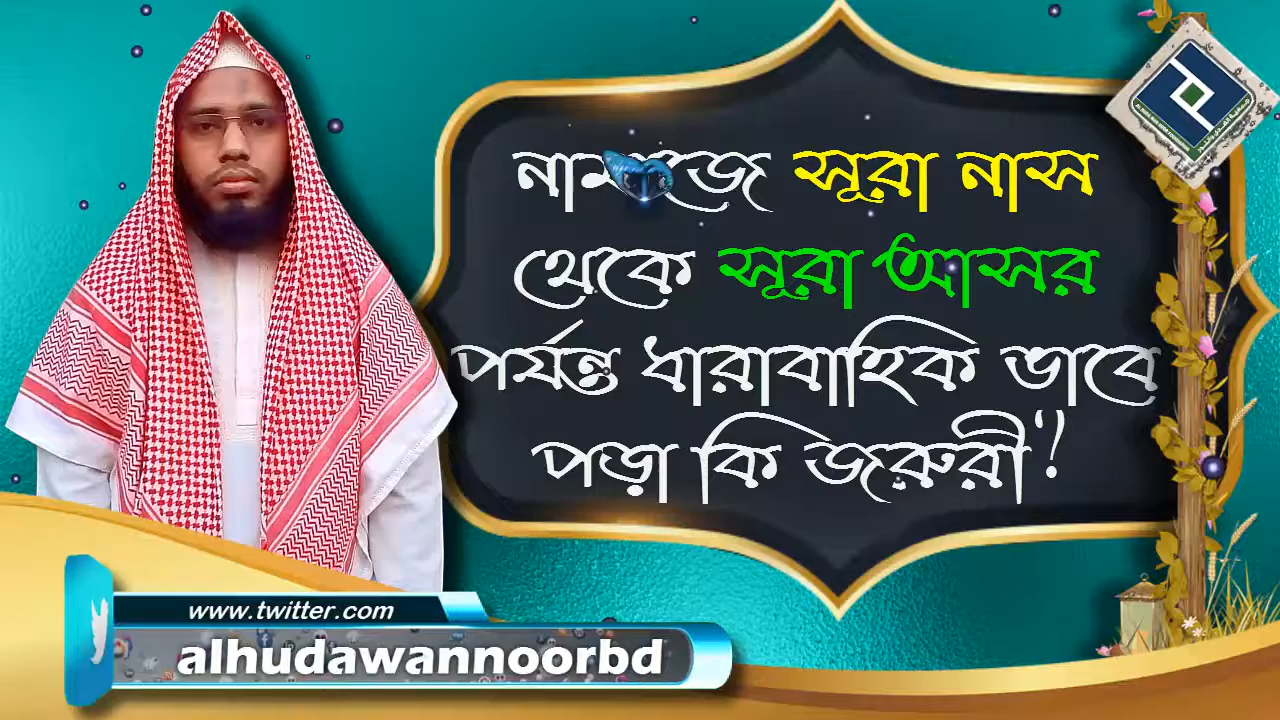 নামাজে সূরা নাস
থেকে সূরা আসর
পর্যন্ত ধারাবাহিক ভাবে
পড়া কি জরুরী?
www.twitter.com
alhudawannoorbd